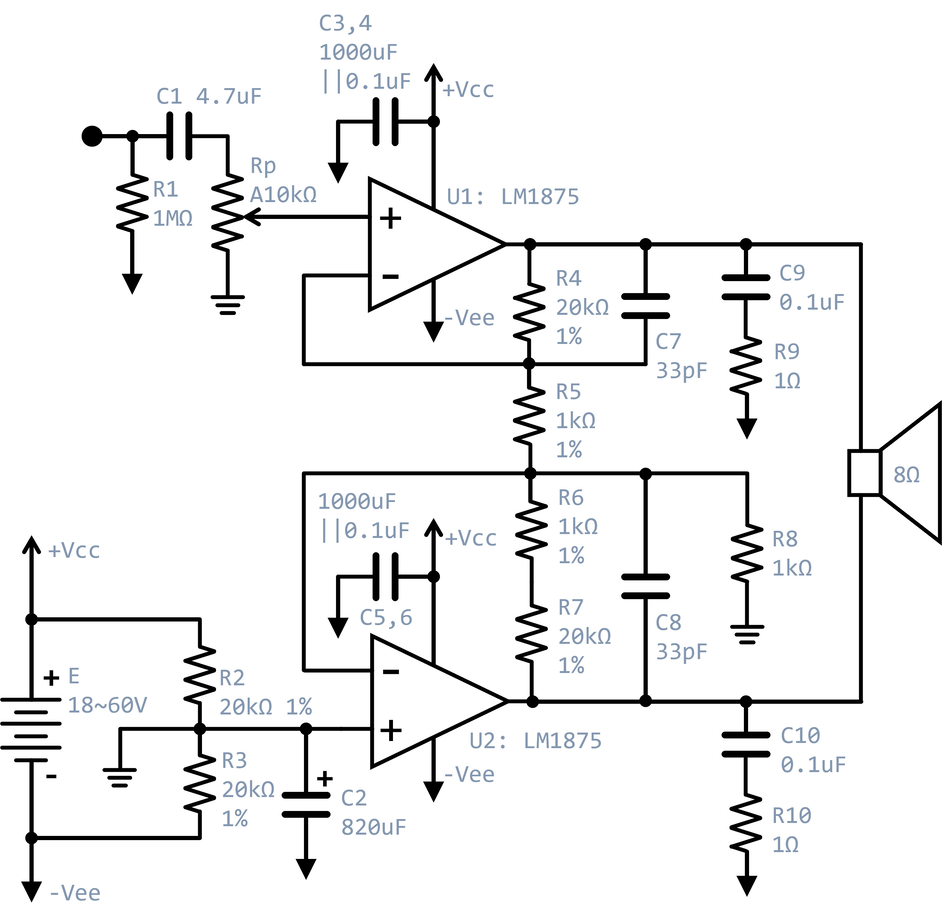 C3,4
1000uF
||0.1uF
+Vcc
C1 4.7uF
Rp
A10kΩ
R1
1MΩ
U1: LM1875
+
-
-Vee
R4
20kΩ
1%
C7
33pF
C9
0.1uF
R9
1Ω
R5
1kΩ
1%
8Ω
1000uF
||0.1uF
+Vcc
C5,6
R6
1kΩ
1%
R8
1kΩ
R7
20kΩ
1%
C8
33pF
+Vcc
+ E
18~60V
-
R2
20kΩ 1%
R3
20kΩ
1%
-
+
U2: LM1875
-Vee
+
C2
820uF
C10
0.1uF
R10
1Ω
-Vee